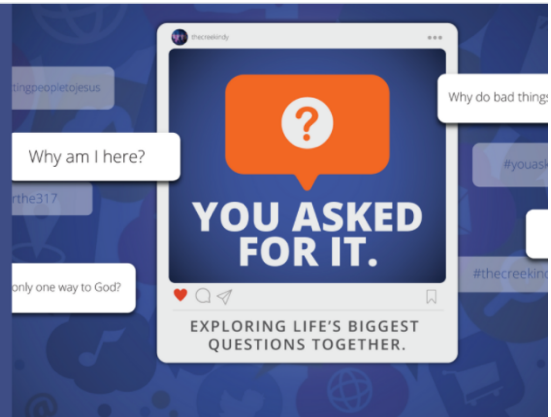 thecreekindy
tingpeopletojesus
Why do bad things
Why am I here?
#youask
rthe317
YOU ASKED
FOR IT.
only one way to God?
#thecreekind
EXPLORING LIFE'S BIGGEST
QUESTIONS TOGETHER.